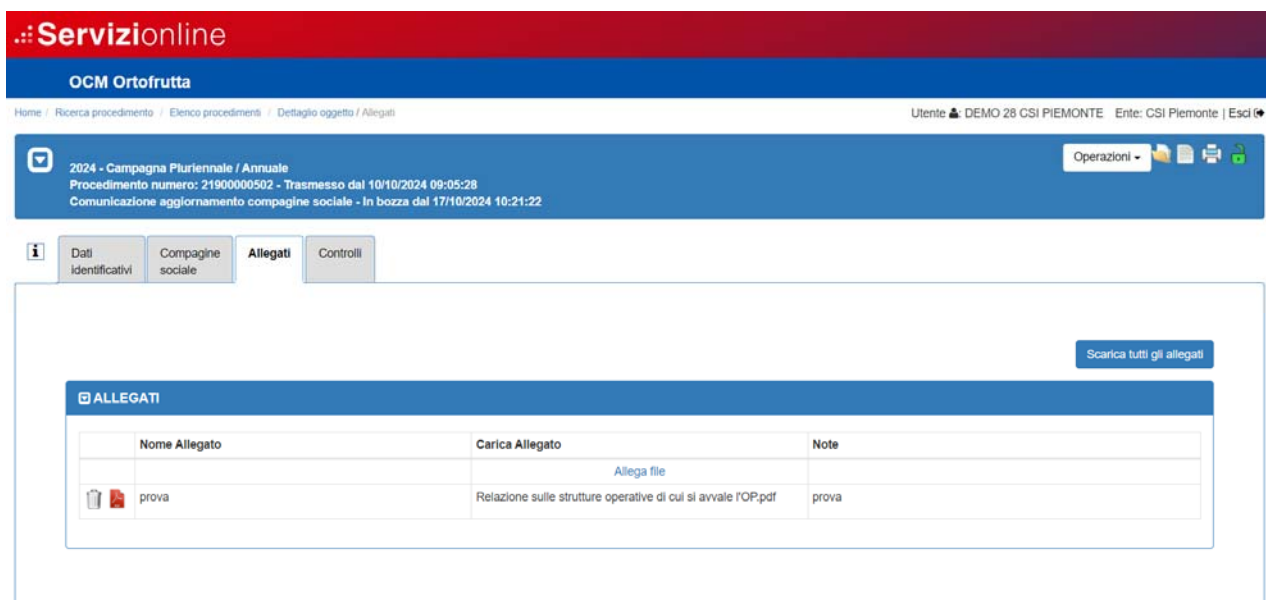 .:: Servizionline
OCM Ortofrutta
Home / Ricerca procedimento / Elenco procedimenti / Dettaglio oggetto / Allegati
Utente : DEMO 28 CSI PIEMONTE Ente: CSI Piemonte | Esci
2024 - Campagna Pluriennale / Annuale
Procedimento numero: 21900000502 - Trasmesso dal 10/10/2024 09:05:28
Comunicazione aggiornamento compagine sociale - In bozza dal 17/10/2024 10:21:22
Operazioni
i
Dati identificativi
Compagine sociale
Allegati
Controlli
Scarica tutti gli allegati
ALLEGATI
Nome Allegato Carica Allegato Note
Allega file
prova Relazione sulle strutture operative di cui si avvale l'OP.pdf prova